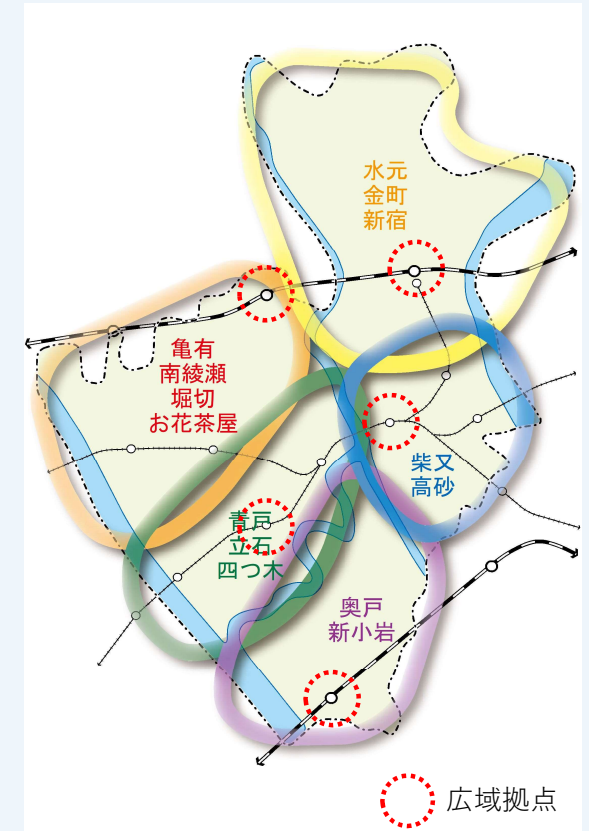 水元
金町
新宿
亀有
南綾瀬
堀切
お花茶屋
柴又
高砂
青戸
立石
四つ木
奥戸
新小岩
広域拠点